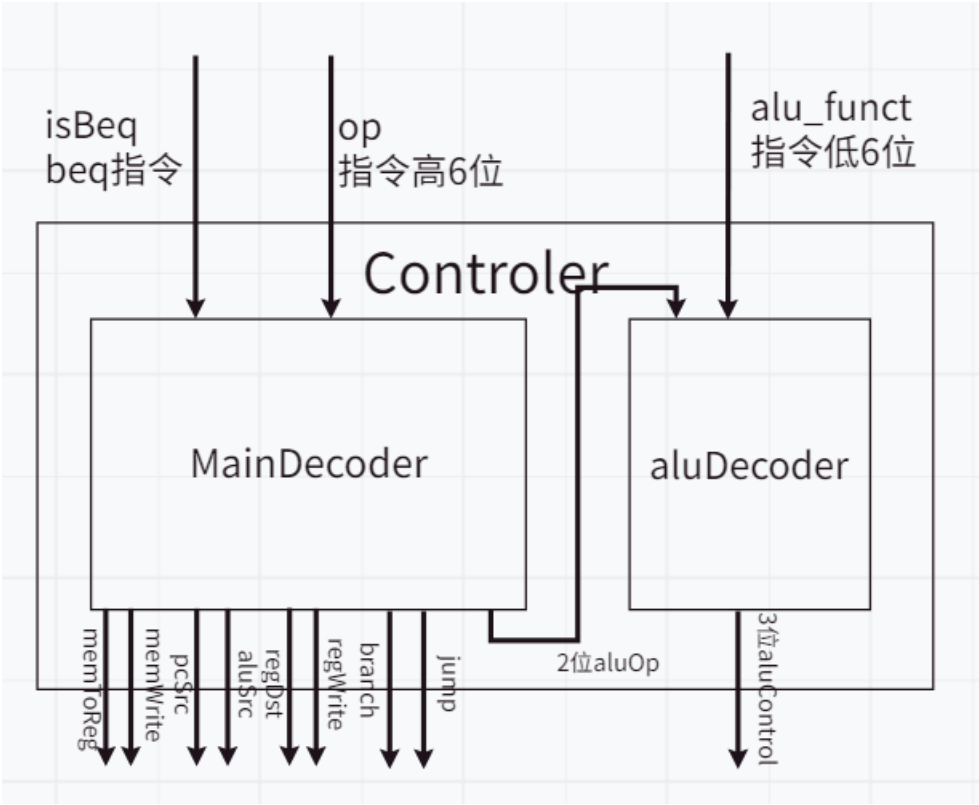 isBeq
beq指令
op
指令高6位
alu_funct
指令低6位
Controler
MainDecoder
aluDecoder
memToReg
memWrite
pcSrc
aluSrc
regDst
regWrite
branch
jump
2位aluOp
3位aluControl